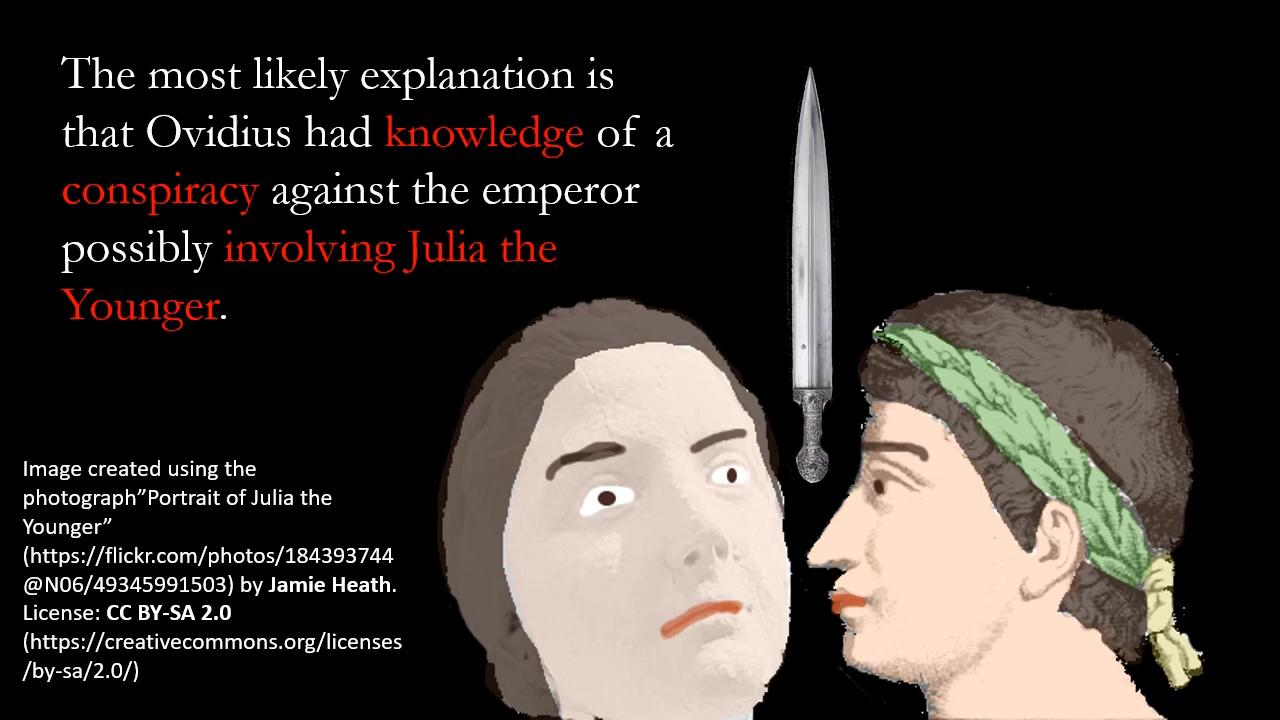 The most likely explanation is
that Ovidius had knowledge of a
conspiracy against the emperor
possibly involving Julia the
Younger.
Image created using the
photograph”Portrait of Julia the
Younger”
(https://flickr.com/photos/184393744
@N06/49345991503) by Jamie Heath.
License: CC BY-SA 2.0
(https://creativecommons.org/licenses
/by-sa/2.0/)